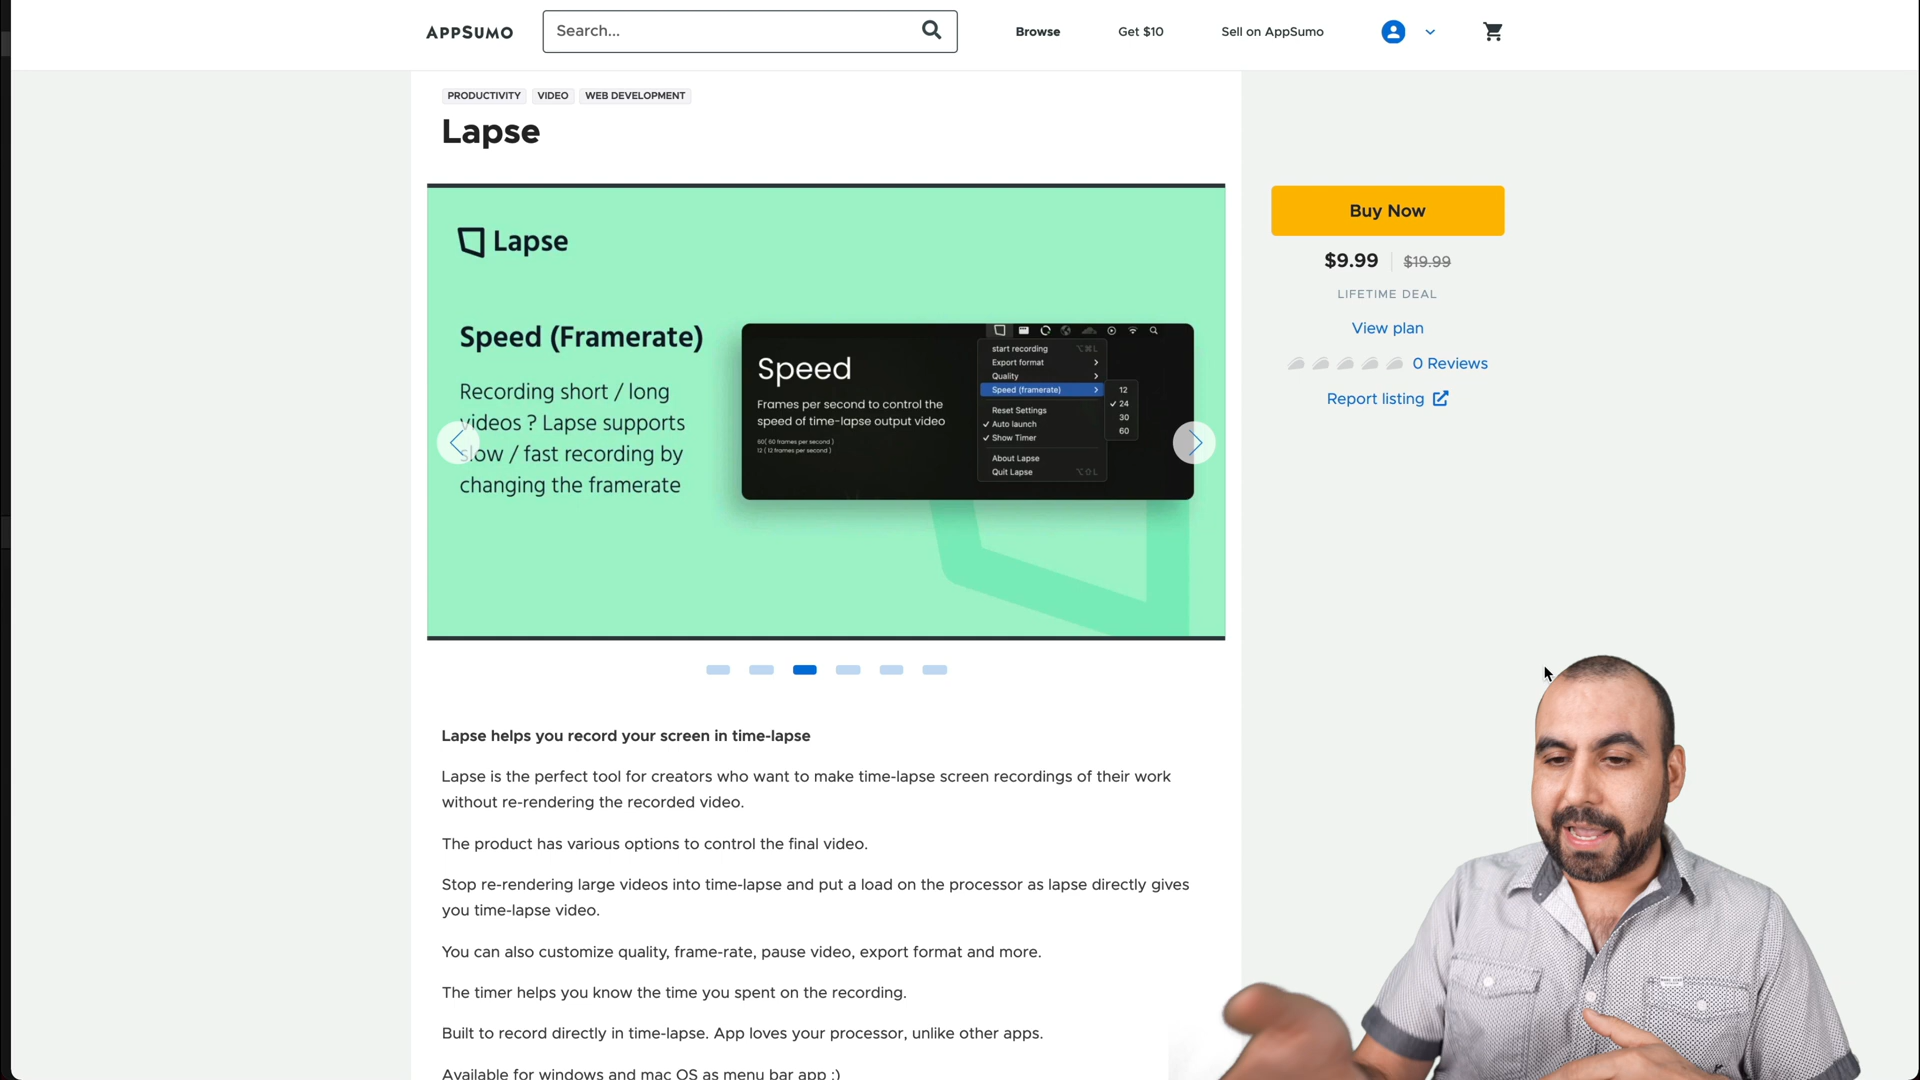 APPSUMO
Search...
Browse
Get $10
Sell on AppSumo
PRODUCTIVITY
VIDEO
WEB DEVELOPMENT
Lapse
Lapse
Speed (Framerate)
Recording short / long
videos ? Lapse supports
slow / fast recording by
changing the framerate
Speed
Frames per second to control the
speed of time-lapse output video
60( 60 frames per second )
12 ( 12 frames per second )
start recording ⌥⌘L
Export format
Quality
Speed (framerate)
Reset Settings
✓ Auto launch
✓ Show Timer
About Lapse
Quit Lapse ⌥⇧L
12
✓ 24
30
60
Buy Now
$9.99 | $19.99
LIFETIME DEAL
View plan
0 Reviews
Report listing
Lapse helps you record your screen in time-lapse
Lapse is the perfect tool for creators who want to make time-lapse screen recordings of their work
without re-rendering the recorded video.
The product has various options to control the final video.
Stop re-rendering large videos into time-lapse and put a load on the processor as lapse directly gives
you time-lapse video.
You can also customize quality, frame-rate, pause video, export format and more.
The timer helps you know the time you spent on the recording.
Built to record directly in time-lapse. App loves your processor, unlike other apps.
Available for windows and mac OS as menu bar app :)